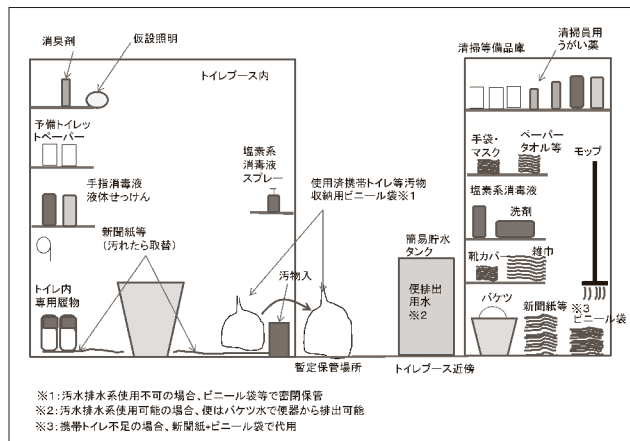 消臭剤
仮設照明
トイレブース内
予備トイレッ
トペーパー
手指消毒液
液体せっけん
塩素系
消毒液
スプレー
新聞紙等
(汚れたら取替)
トイレ内
専用履物
使用済携帯トイレ等汚物
収納用ビニール袋※1
汚物入
暫定保管場所
簡易貯水
タンク
便排出
用水
※2
トイレブース近傍
清掃等備品庫
清掃員用
うがい薬
手袋・
マスク
ペーパー
タオル等
モップ
塩素系消毒液
洗剤
靴カバー
雑巾
バケツ
新聞紙等
※3
ビニール袋
※1:汚水排水系使用不可の場合、ビニール袋等で密閉保管
※2:汚水排水系使用可能の場合、便はバケツ水で便器から排出可能
※3:携帯トイレ不足の場合、新聞紙+ビニール袋で代用